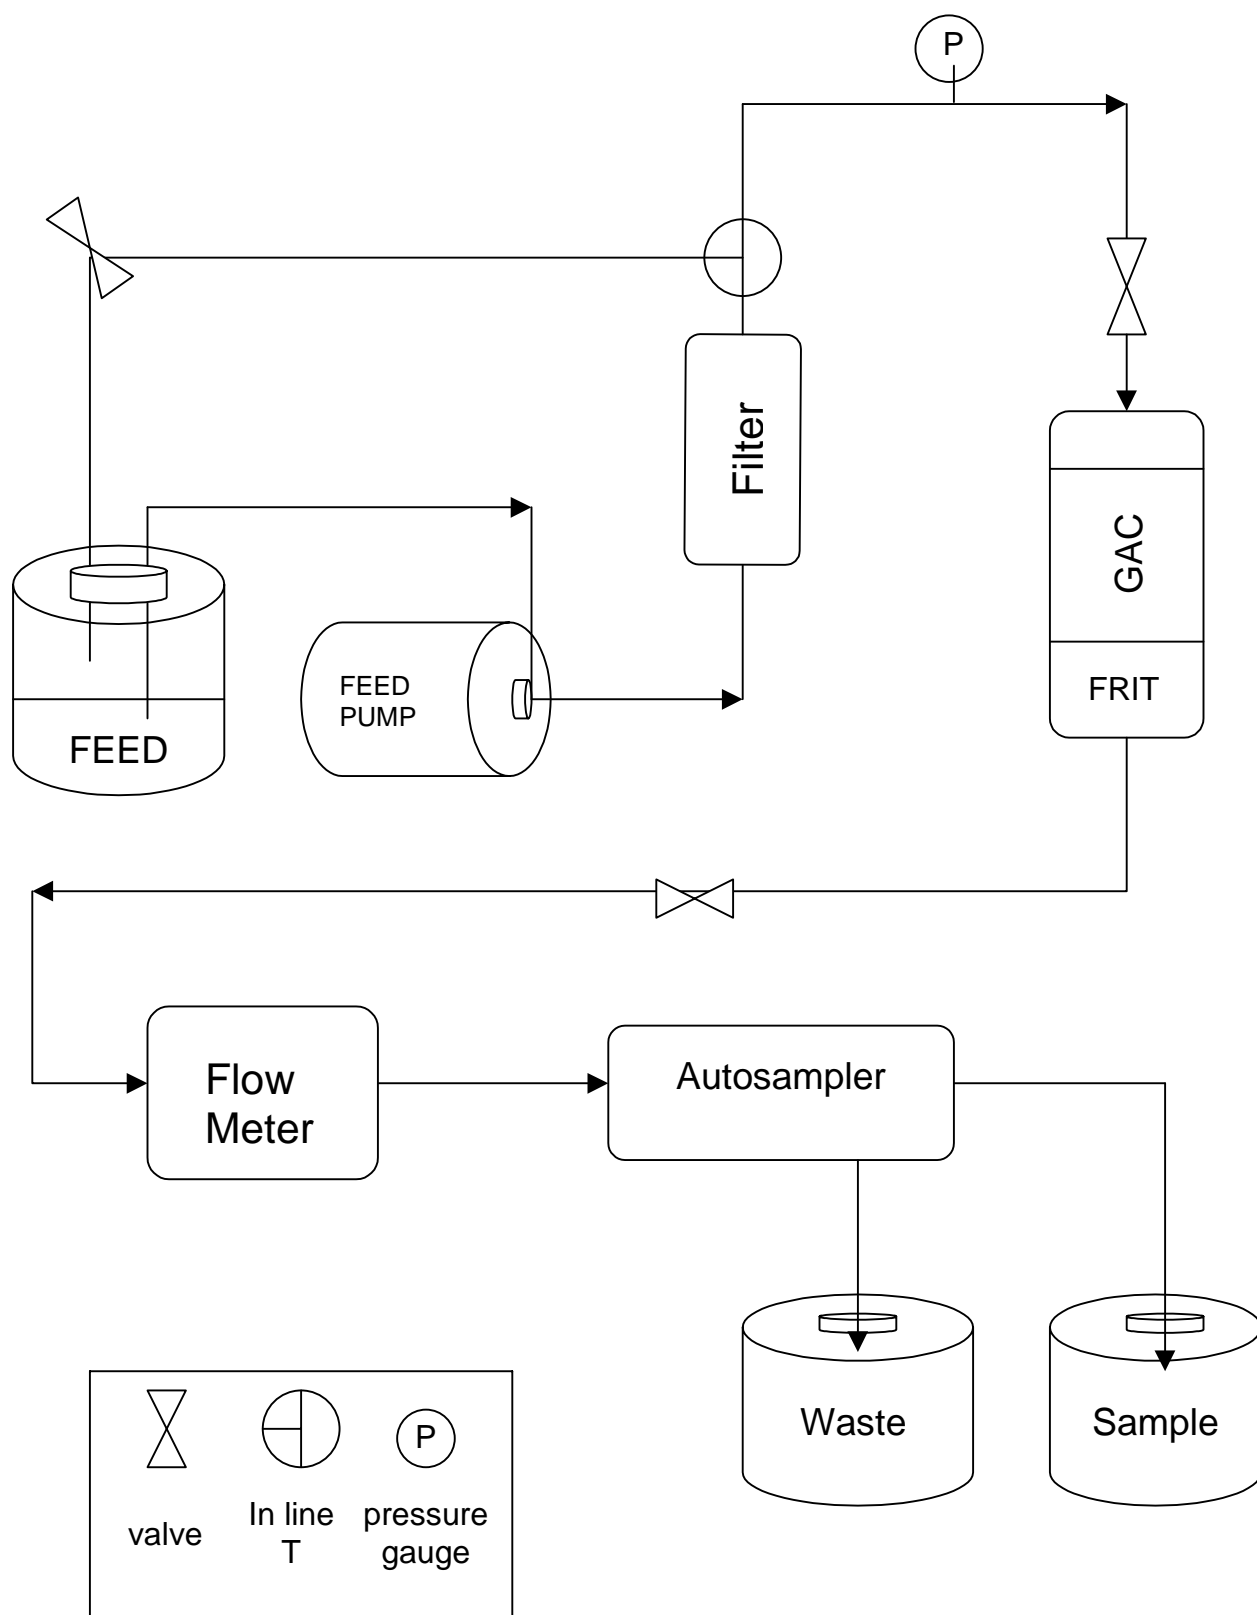 P
Filter
GAC
FEED
PUMP
FRIT
FEED
Flow
Meter
Autosampler
Waste
Sample
P
valve
In line
T
pressure
gauge